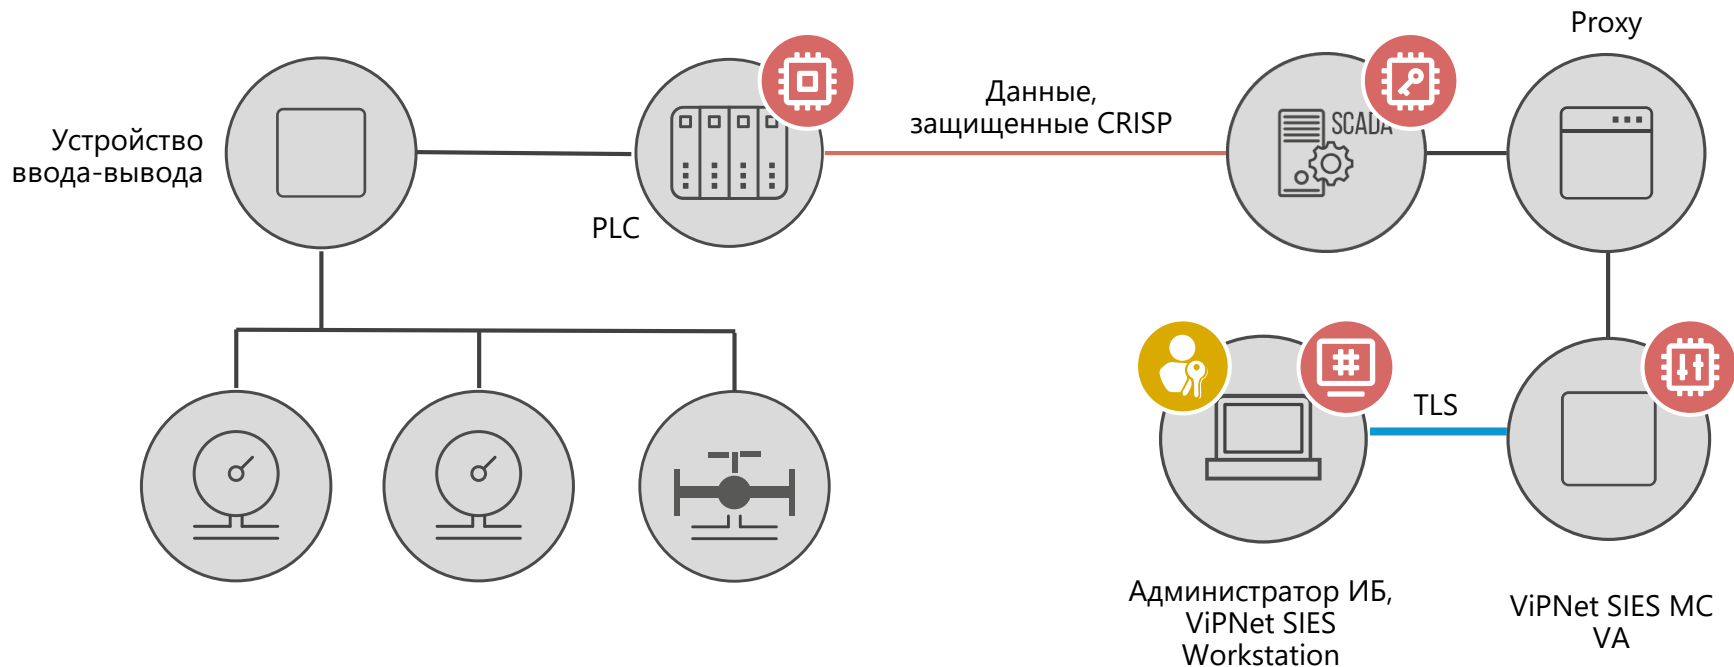 Proxy
Данные,
защищенные CRISP
SCADA
Устройство
ввода-вывода
PLC
TLS
Администратор ИБ,
ViPNet SIES
Workstation
ViPNet SIES MC
VA